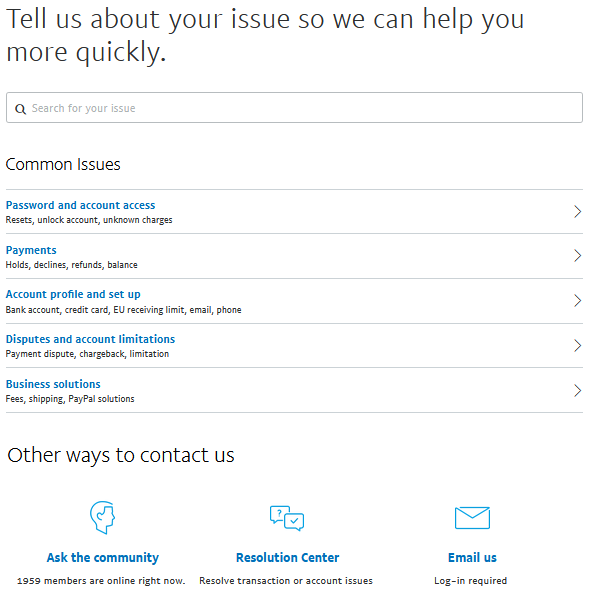 Tell us about your issue so we can help you
more quickly.
Search for your issue
Common Issues
Password and account access
Resets, unlock account, unknown charges
Payments
Holds, declines, refunds, balance
Account profile and set up
Bank account, credit card, EU receiving limit, email, phone
Disputes and account limitations
Payment dispute, chargeback, limitation
Business solutions
Fees, shipping, PayPal solutions
Other ways to contact us
?
Ask the community
Resolution Center
Email us
1959 members are online right now.
Resolve transaction or account issues
Log-in required